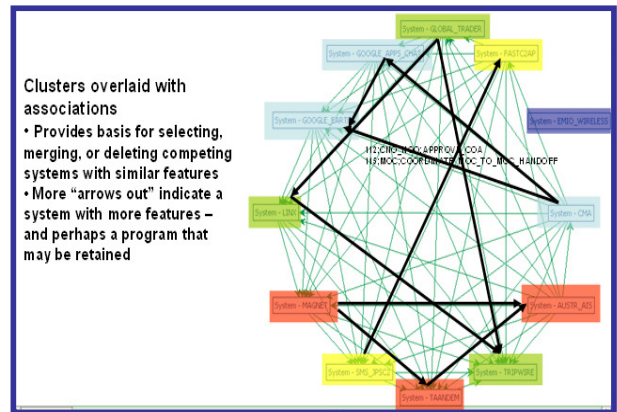 Clusters overlaid with
associations
• Provides basis for selecting,
merging, or deleting competing
systems with similar features
• More “arrows out” indicate a
system with more features –
and perhaps a program that
may be retained
System - GLOBAL_TRADER
System - GOOGLE_APPS_CHAT
System - FASTC2AP
System - GOOGLE_EARTH
System - EMIO_WIRELESS
System - LINX
System - CMA
System - MAGNET
System - AUSTR_AIS
System - SMS_JPSC2
System - TRIPWIRE
System - TAANDEM